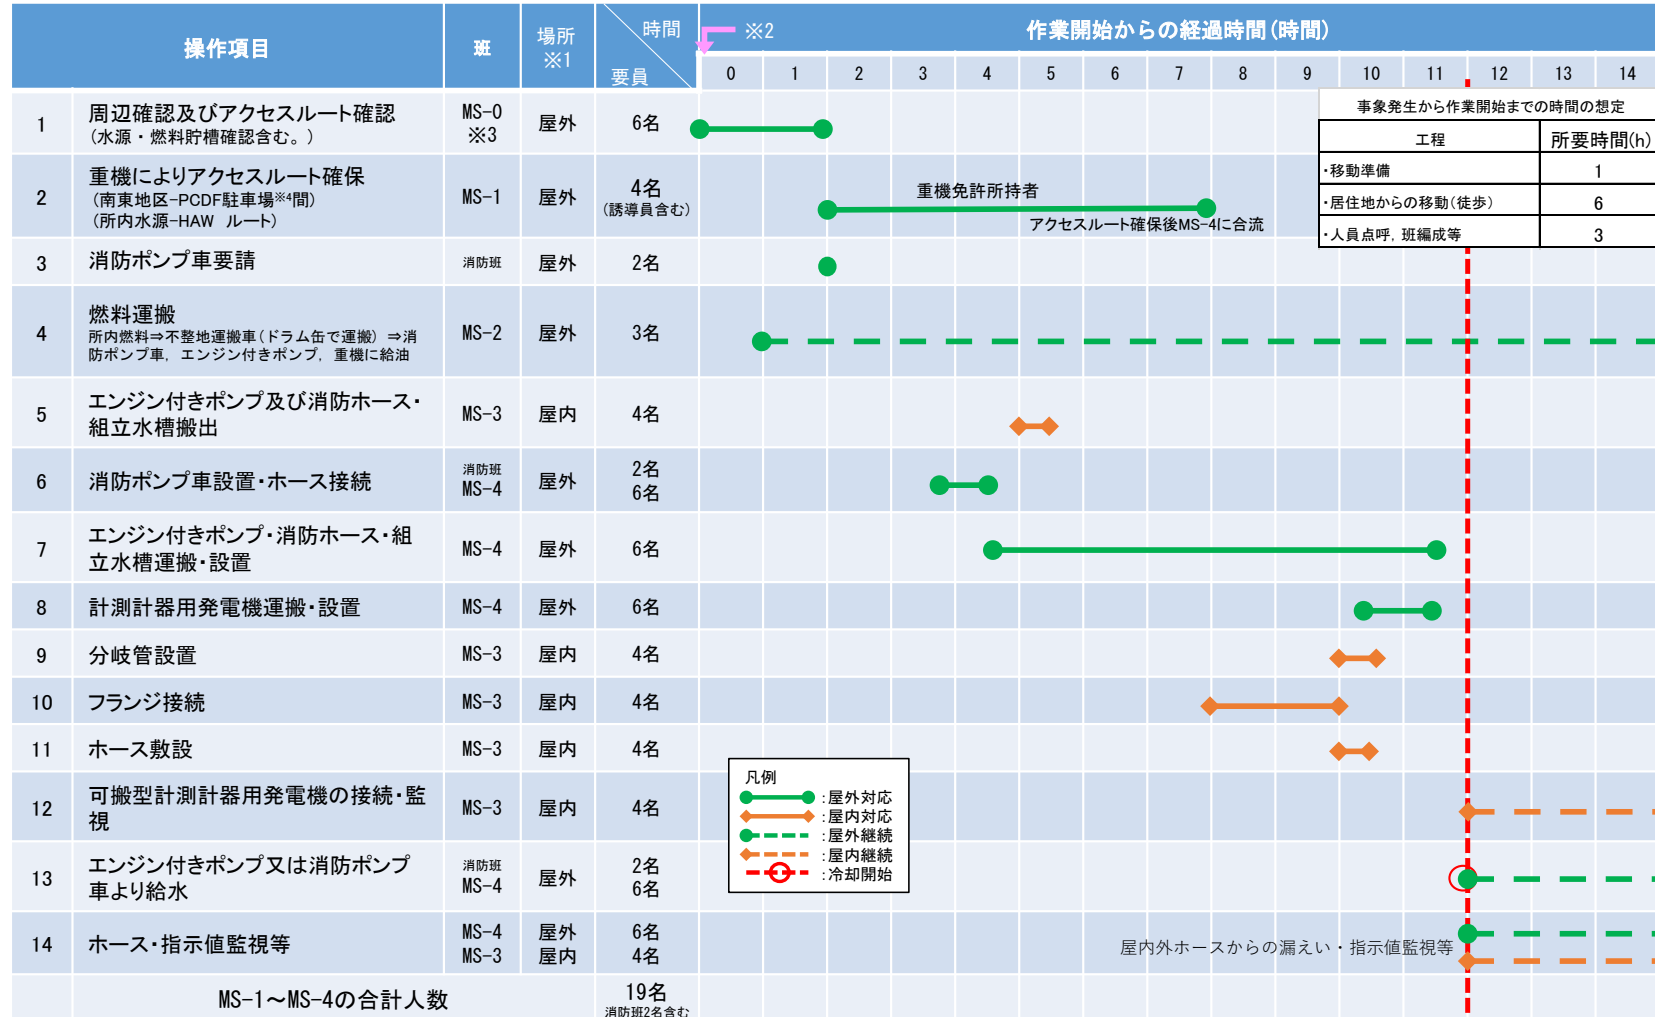 操作項目
班
場所
※1
時間
要員
※2
作業開始からの経過時間(時間)
0 1 2 3 4 5 6 7 8 9 10 11 12 13 14
事象発生から作業開始までの時間の想定
工程 所要時間(h)
・移動準備 1
・居住地からの移動(徒歩) 6
・人員点呼, 班編成等 3
1
周辺確認及びアクセスルート確認
(水源・燃料貯槽確認含む。)
MS-0
※3
屋外
6名
2
重機によりアクセスルート確保
(南東地区-PCDF駐車場※4間)
(所内水源-HAW ルート)
MS-1
屋外
4名
(誘導員含む)
重機免許所持者
アクセスルート確保後MS-4に合流
3
消防ポンプ車要請
消防班
屋外
2名
4
燃料運搬
所内燃料⇒不整地運搬車(ドラム缶で運搬) ⇒消
防ポンプ車, エンジン付きポンプ, 重機に給油
MS-2
屋外
3名
5
エンジン付きポンプ及び消防ホース・
組立水槽搬出
MS-3
屋内
4名
6
消防ポンプ車設置・ホース接続
消防班
MS-4
屋外
2名
6名
7
エンジン付きポンプ・消防ホース・組
立水槽運搬・設置
MS-4
屋外
6名
8
計測計器用発電機運搬・設置
MS-4
屋外
6名
9
分岐管設置
MS-3
屋内
4名
10
フランジ接続
MS-3
屋内
4名
11
ホース敷設
MS-3
屋内
4名
凡例
:屋外対応
:屋内対応
:屋外継続
:屋内継続
:冷却開始
12
可搬型計測計器用発電機の接続・監
視
MS-3
屋内
4名
13
エンジン付きポンプ又は消防ポンプ
車より給水
消防班
MS-4
屋外
2名
6名
14
ホース・指示値監視等
MS-4
MS-3
屋外
屋内
6名
4名
屋内外ホースからの漏えい・指示値監視等
MS-1～MS-4の合計人数
19名
消防班2名含む